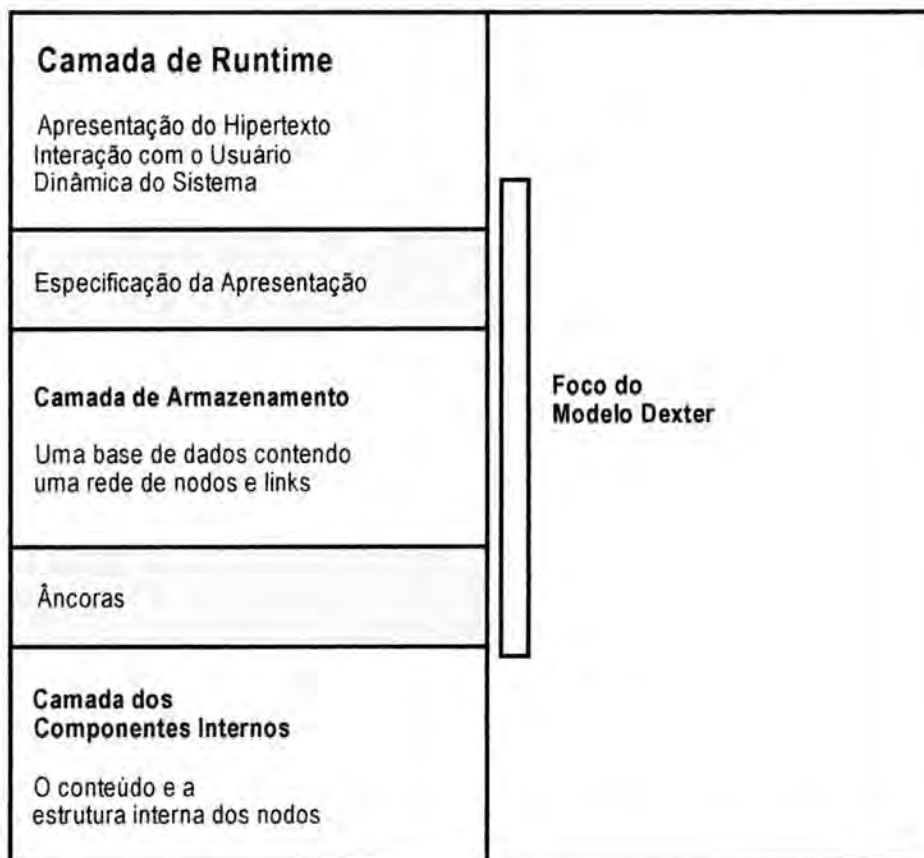 Camada de Runtime
Apresentação do Hipertexto
Interação com o Usuário
Dinâmica do Sistema
Especificação da Apresentação
Camada de Armazenamento
Uma base de dados contendo
uma rede de nodos e links
Âncoras
Camada dos
Componentes Internos
O conteúdo e a
estrutura interna dos nodos
Foco do
Modelo Dexter